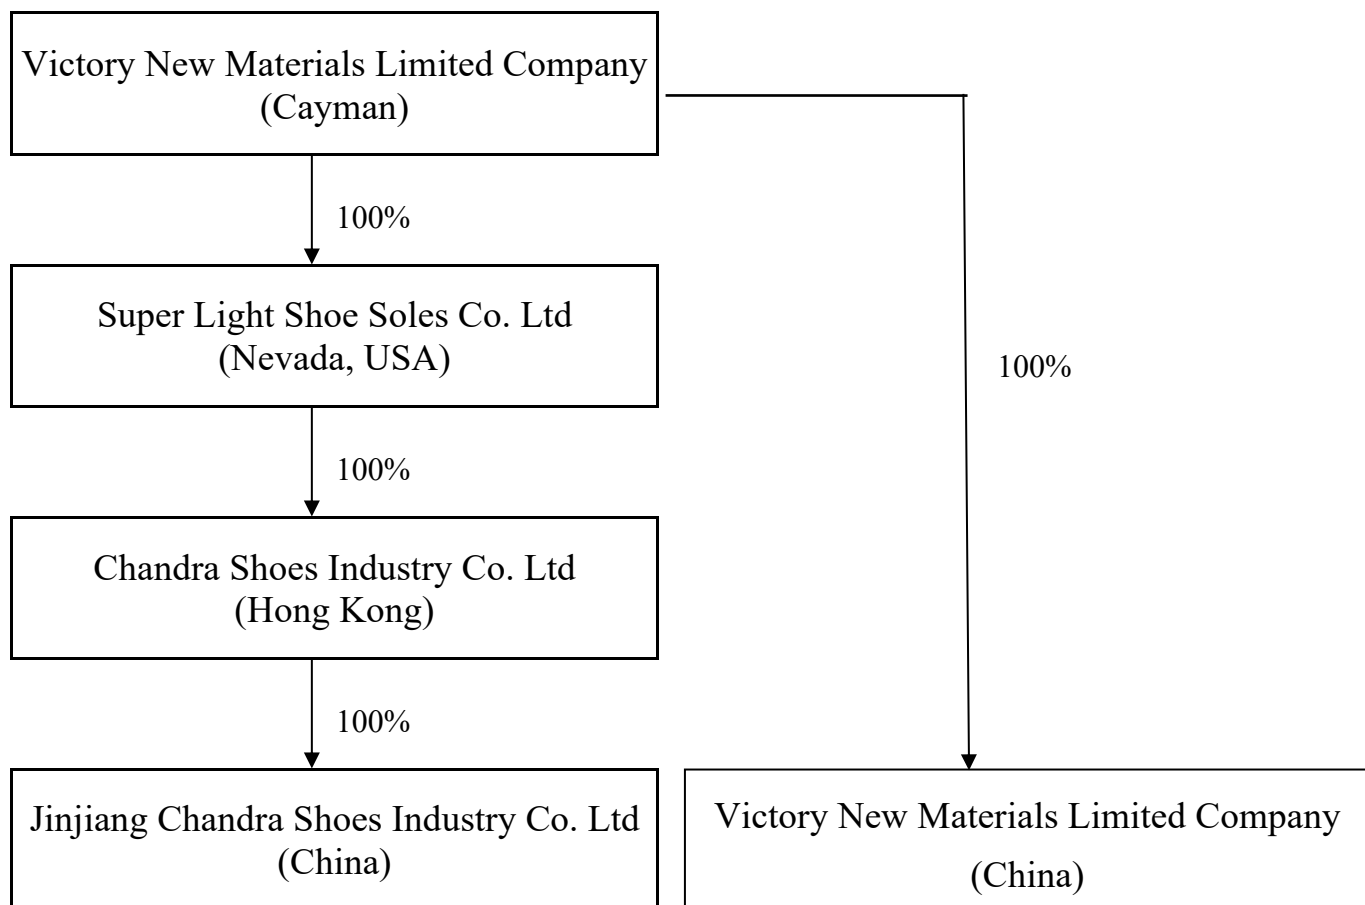 Victory New Materials Limited Company
(Cayman)
100%
Super Light Shoe Soles Co. Ltd
(Nevada, USA)
100%
100%
Chandra Shoes Industry Co. Ltd
(Hong Kong)
100%
Jinjiang Chandra Shoes Industry Co. Ltd
(China)
Victory New Materials Limited Company
(China)